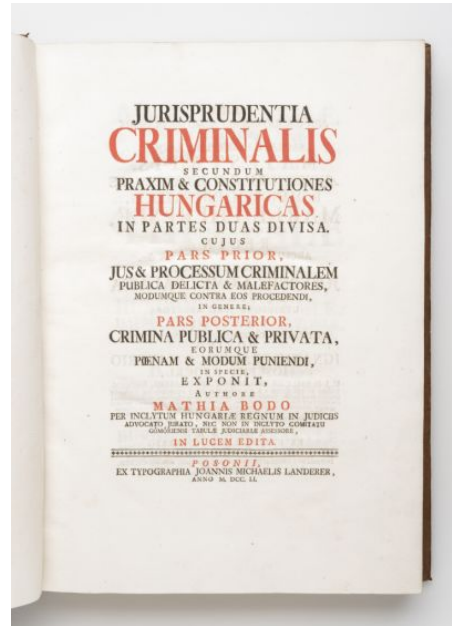 JURISPRUDENTIA
CRIMINALIS
SECUNDUM
PRAXIM & CONSTITUTIONES
HUNGARICAS
IN PARTES DUAS DIVISA.
CUJUS
PARS PRIOR,
JUS & PROCESSUM CRIMINALEM
PUBLICA DELICTA & MALEFACTORES,
MODUMQUE CONTRA EOS PROCEDENDI,
IN GENERE;
PARS POSTERIOR,
CRIMINA PUBLICA & PRIVATA,
EORUMQUE
PŒNAM & MODUM PUNIENDI,
IN SPECIE,
EXPONIT,
AUTHORE
MATHIA BODO
PER INCLYTUM HUNGARIÆ REGNUM IN JUDICIIS
ADVOCATO JURATO, NEC NON IN INCLYTO COMITATU
GÖMÖRIENSI TABULÆ JUDICIARIÆ ASSESSORE,
IN LUCEM EDITA.
POSONII,
EX TYPOGRAPHIA JOANNIS MICHAELIS LANDERER,
ANNO M. DCC. LI.